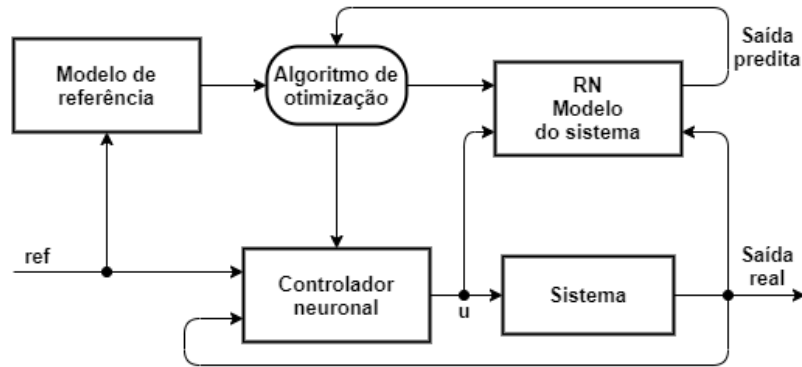 Modelo de
referência
Algoritmo de
otimização
RN
Modelo
do sistema
Saída
predita
ref
Controlador
neuronal
u
Sistema
Saída
real